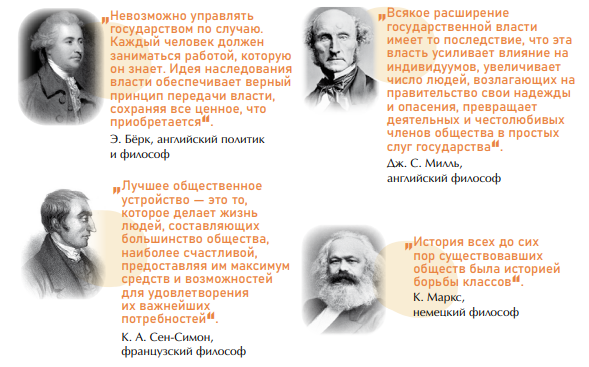 „Невозможно управлять
государством по случаю.
Каждый человек должен
заниматься работой, которую
он знает. Идея наследования
власти обеспечивает верный
принцип передачи власти,
сохраняя все ценное, что
приобретается“.
Э. Бёрк, английский политик
и философ
„Всякое расширение
государственной власти
имеет то последствие, что эта
власть усиливает влияние на
индивидуумов, увеличивает
число людей, возлагающих на
правительство свои надежды
и опасения, превращает
деятельных и честолюбивых
членов общества в простых
слуг государства“.
Дж. С. Милль,
английский философ
„Лучшее общественное
устройство — это то,
которое делает жизнь
людей, составляющих
большинство общества,
наиболее счастливой,
предоставляя им максимум
средств и возможностей
для удовлетворения
их важнейших
потребностей“.
К. А. Сен-Симон,
французский философ
„История всех до сих
пор существовавших
обществ была историей
борьбы классов“.
К. Маркс,
немецкий философ